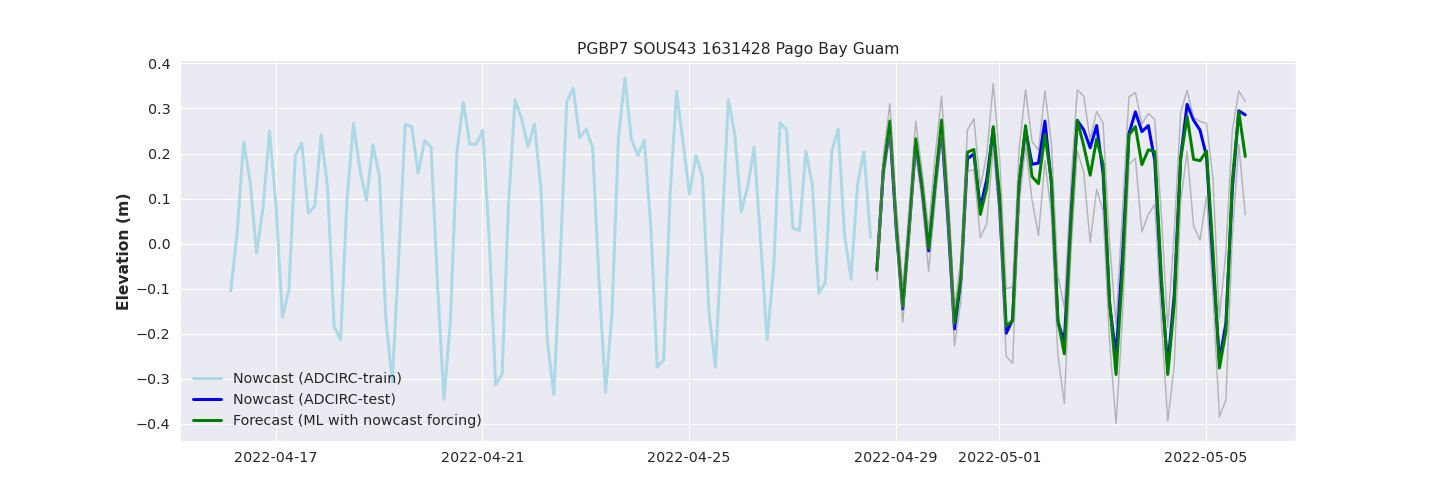 PGBP7 SOUS43 1631428 Pago Bay Guam
Elevation (m)
0.4
0.3
0.2
0.1
0.0
−0.1
−0.2
−0.3
−0.4
Nowcast (ADCIRC-train)
Nowcast (ADCIRC-test)
Forecast (ML with nowcast forcing)
2022-04-17 2022-04-21 2022-04-25 2022-04-29 2022-05-01 2022-05-05